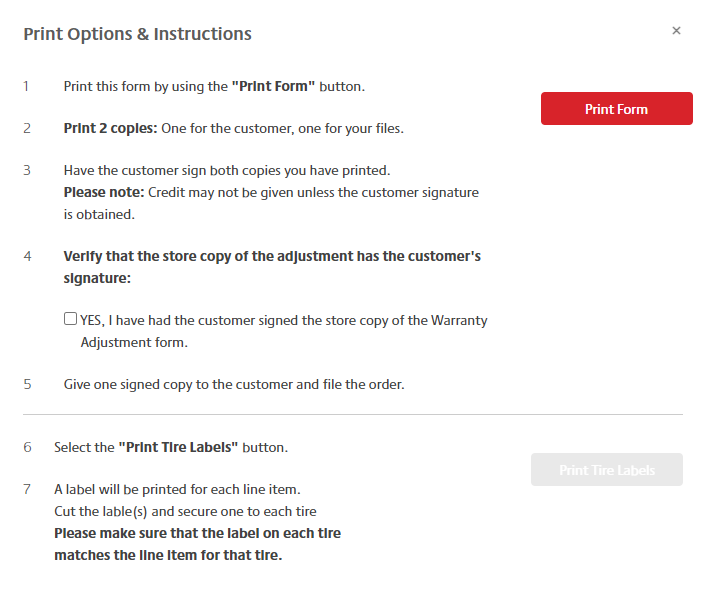 Print Options & Instructions
×
1 Print this form by using the "Print Form" button.
Print Form
2 Print 2 copies: One for the customer, one for your files.
3 Have the customer sign both copies you have printed.
Please note: Credit may not be given unless the customer signature
is obtained.
4 Verify that the store copy of the adjustment has the customer's
signature:
YES, I have had the customer signed the store copy of the Warranty
Adjustment form.
5 Give one signed copy to the customer and file the order.
6 Select the "Print Tire Labels" button.
Print Tire Labels
7 A label will be printed for each line item.
Cut the lable(s) and secure one to each tire
Please make sure that the label on each tire
matches the line item for that tire.